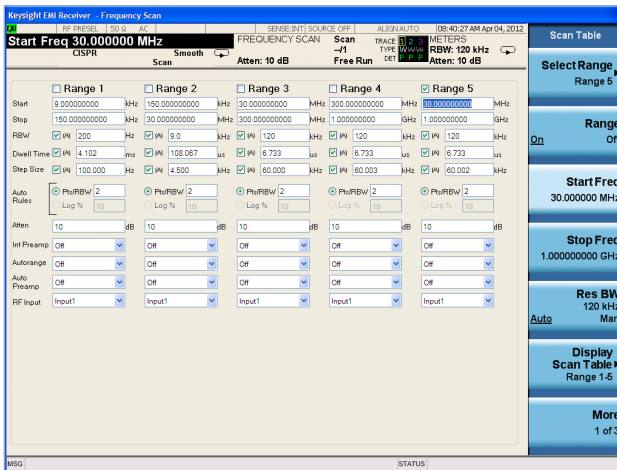 Keysight EMI Receiver - Frequency Scan
RF PRESEL 50 Ω AC SENSE:INT SOURCE OFF ALIGN AUTO 08:40:27 AM Apr 04, 2012
Start Freq 30.000000 MHz FREQUENCY SCAN Scan TRACE 1 2 3 METERS
CISPR Smooth --/1 TYPE RBW: 120 kHz
Scan Atten: 10 dB Free Run DET P P P Atten: 10 dB
Range 1 Range 2 Range 3 Range 4 Range 5
Start 9.000000000 kHz 150.000000000 kHz 30.000000000 MHz 300.000000000 MHz 30.000000000 MHz
Stop 150.000000000 kHz 30.000000000 MHz 300.000000000 MHz 1.000000000 GHz 1.000000000 GHz
RBW (A) 200 Hz (A) 9.0 kHz (A) 120 kHz (A) 120 kHz (A) 120 kHz
Dwell Time (A) 4.102 ms (A) 108.067 us (A) 6.733 us (A) 6.733 us (A) 6.733 us
Step Size (A) 100.000 Hz (A) 4.500 kHz (A) 60.000 kHz (A) 60.003 kHz (A) 60.002 kHz
Auto Rules
Pts/RBW 2 Pts/RBW 2 Pts/RBW 2 Pts/RBW 2 Pts/RBW 2
Log % 10 Log % 10 Log % 10 Log % 10 Log % 10
Atten 10 dB 10 dB 10 dB 10 dB 10 dB
Int Preamp Off Off Off Off Off
Autorange Off Off Off Off Off
Auto Preamp Off Off Off Off Off
RF Input Input1 Input1 Input1 Input1 Input1
MSG STATUS
Scan Table
Select Range
Range 5
Range
On Of
Start Freq
30.000000 MHz
Stop Freq
1.000000000 GHz
Res BW
120 kHz
Auto Man
Display
Scan Table
Range 1-5
More
1 of 3